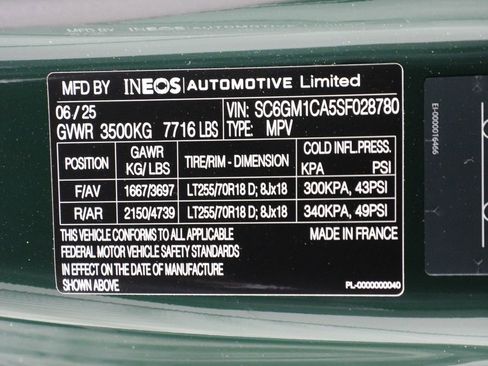 MFD BY INEOS AUTOMOTIVE Limited
06 / 25 VIN: SC6GM1CA5SF028780
GVWR 3500KG 7716 LBS TYPE: MPV
POSITION GAWR KG/ LBS TIRE/RIM - DIMENSION COLD INFL.PRESS. KPA PSI
F/AV 1667/3697 LT255/70R18 D; 8Jx18 300KPA, 43PSI
R/AR 2150/4739 LT255/70R18 D; 8Jx18 340KPA, 49PSI
THIS VEHICLE CONFORMS TO ALL APPLICABLE MADE IN FRANCE
FEDERAL MOTOR VEHICLE SAFETY STANDARDS
IN EFFECT ON THE DATE OF MANUFACTURE
SHOWN ABOVE
PL-0000000040
EI-0000016466